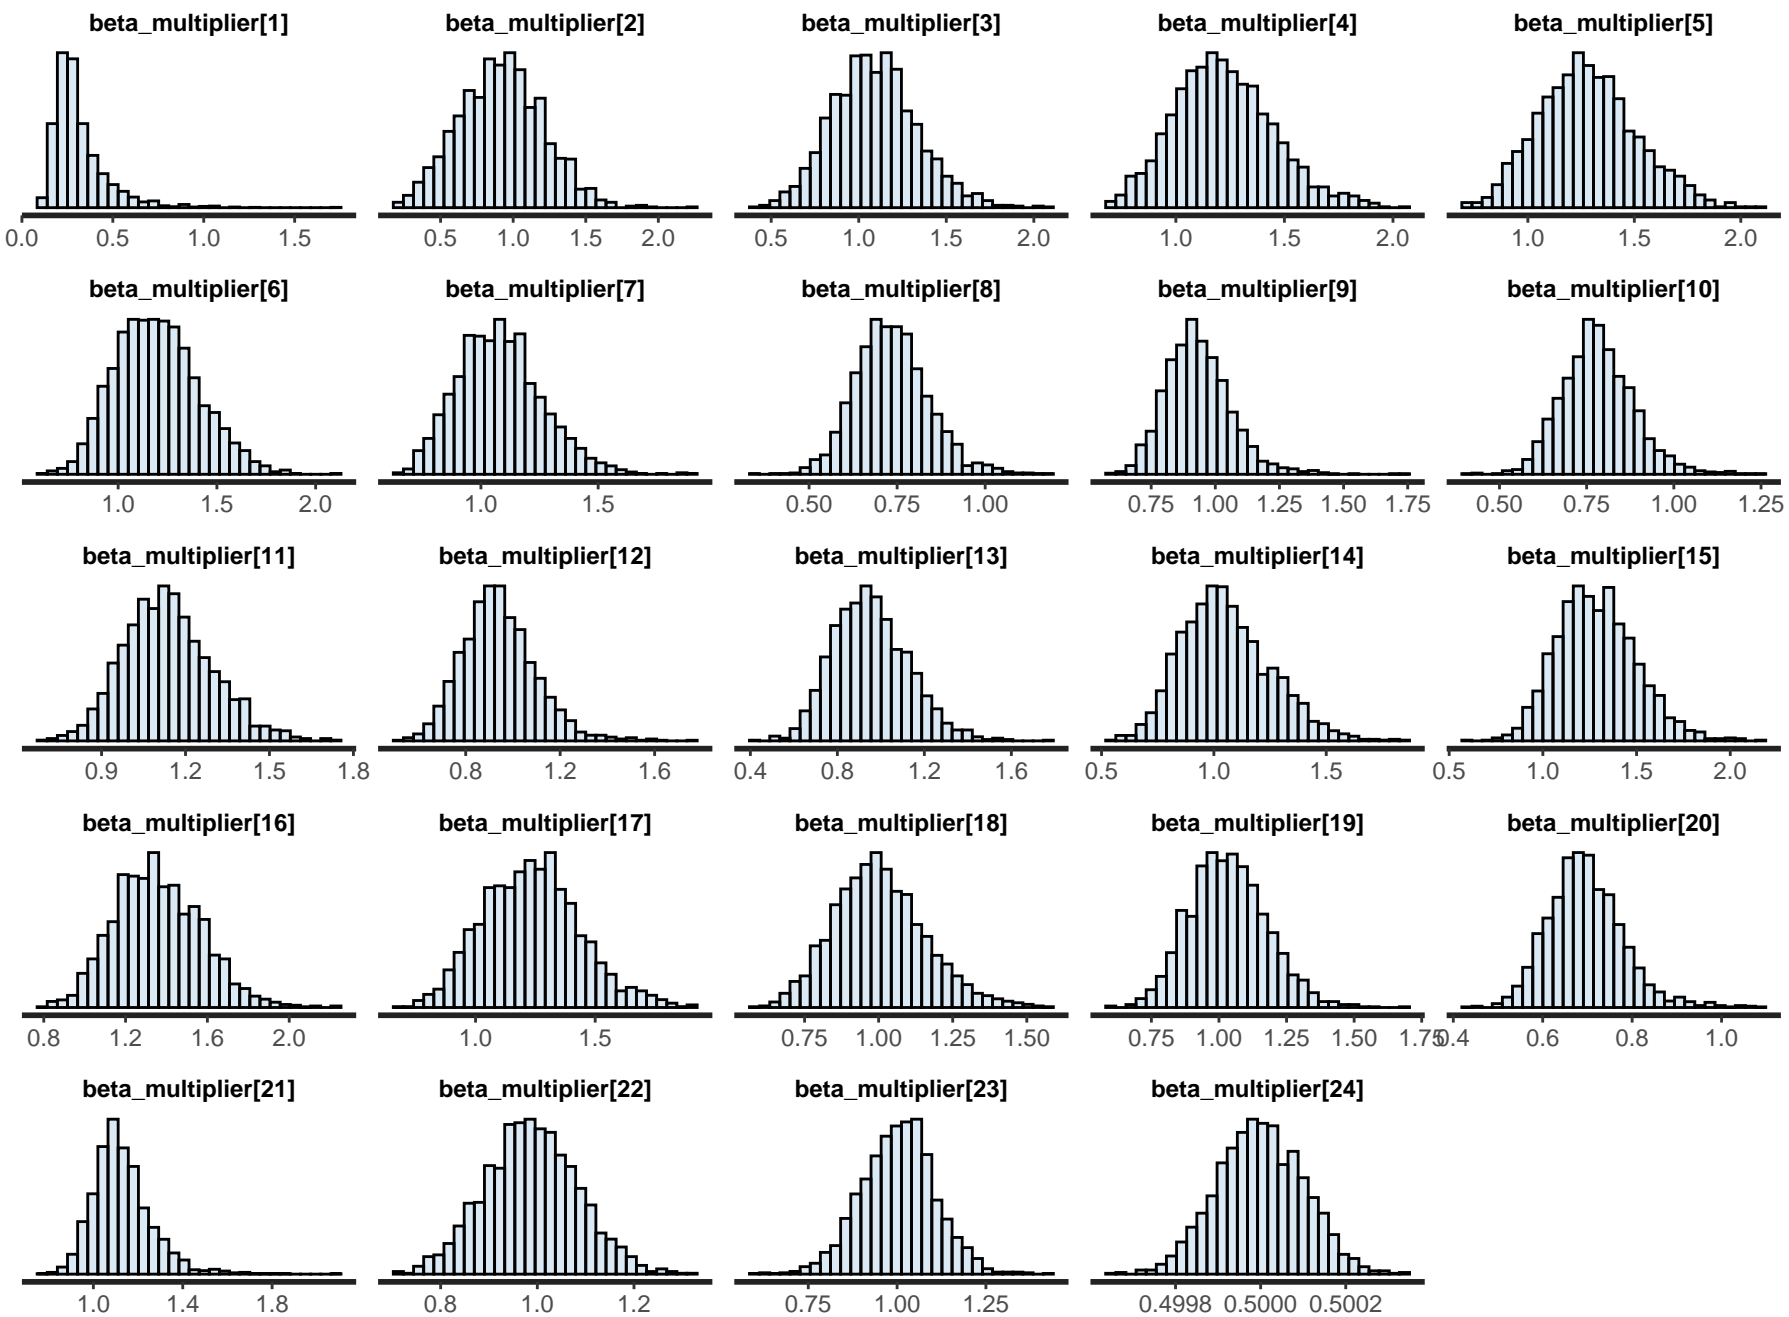 beta_multiplier[1] beta_multiplier[2] beta_multiplier[3] beta_multiplier[4] beta_multiplier[5]
0.0 0.5 1.0 1.5 0.5 1.0 1.5 2.0 0.5 1.0 1.5 2.0 1.0 1.5 2.0 1.0 1.5 2.0
beta_multiplier[6] beta_multiplier[7] beta_multiplier[8] beta_multiplier[9] beta_multiplier[10]
1.0 1.5 2.0 1.0 1.5 0.50 0.75 1.00 0.75 1.00 1.25 1.50 1.75 0.50 0.75 1.00 1.25
beta_multiplier[11] beta_multiplier[12] beta_multiplier[13] beta_multiplier[14] beta_multiplier[15]
0.9 1.2 1.5 1.8 0.8 1.2 1.6 0.4 0.8 1.2 1.6 0.5 1.0 1.5 0.5 1.0 1.5 2.0
beta_multiplier[16] beta_multiplier[17] beta_multiplier[18] beta_multiplier[19] beta_multiplier[20]
0.8 1.2 1.6 2.0 1.0 1.5 0.75 1.00 1.25 1.50 0.75 1.00 1.25 1.50 1.75 0.4 0.6 0.8 1.0
beta_multiplier[21] beta_multiplier[22] beta_multiplier[23] beta_multiplier[24]
1.0 1.4 1.8 0.8 1.0 1.2 0.75 1.00 1.25 0.4998 0.5000 0.5002